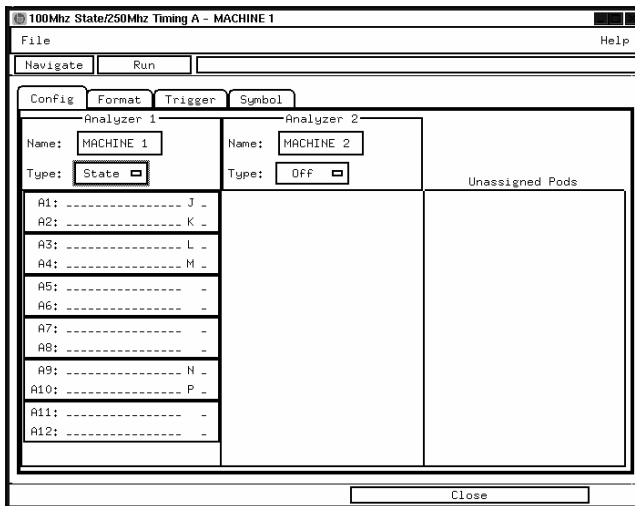 100Mhz State/250Mhz Timing A - MACHINE 1
File Help
Navigate Run
Config Format Trigger Symbol
Analyzer 1 Analyzer 2
Name: MACHINE 1 Name: MACHINE 2
Type: State Type: Off
Unassigned Pods
A1: ________________ J _
A2: ________________ K _
A3: ________________ L _
A4: ________________ M _
A5: ________________ _
A6: ________________ _
A7: ________________ _
A8: ________________ _
A9: ________________ N _
A10: ________________ P _
A11: ________________ _
A12: ________________ _
Close